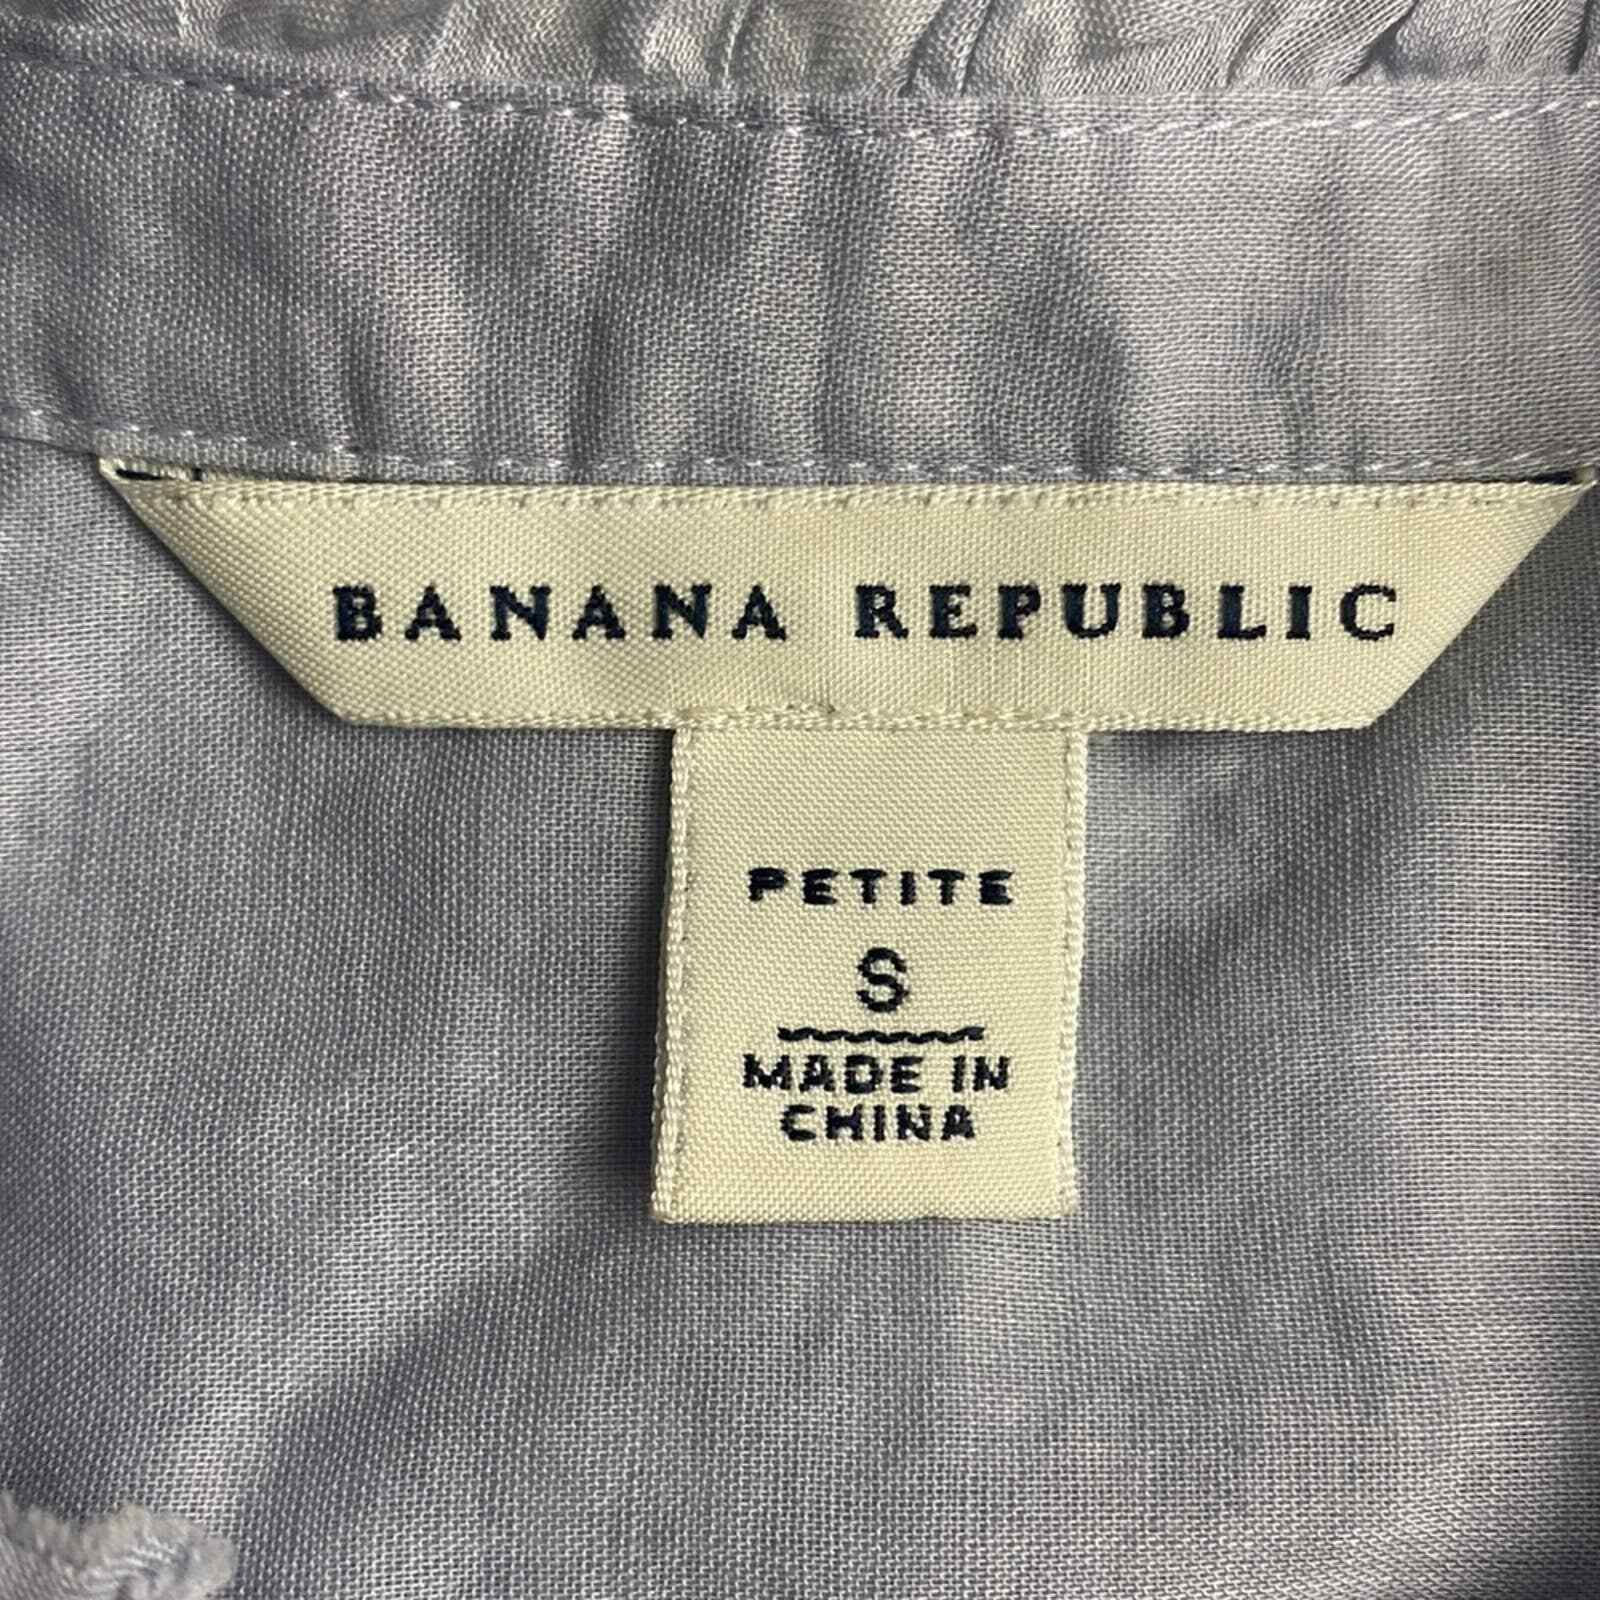 BANANA REPUBLIC
PETITE
S
MADE IN
CHINA